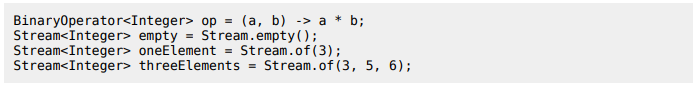 BinaryOperator<Integer> op = (a, b) -> a * b;
Stream<Integer> empty = Stream.empty();
Stream<Integer> oneElement = Stream.of(3);
Stream<Integer> threeElements = Stream.of(3, 5, 6);